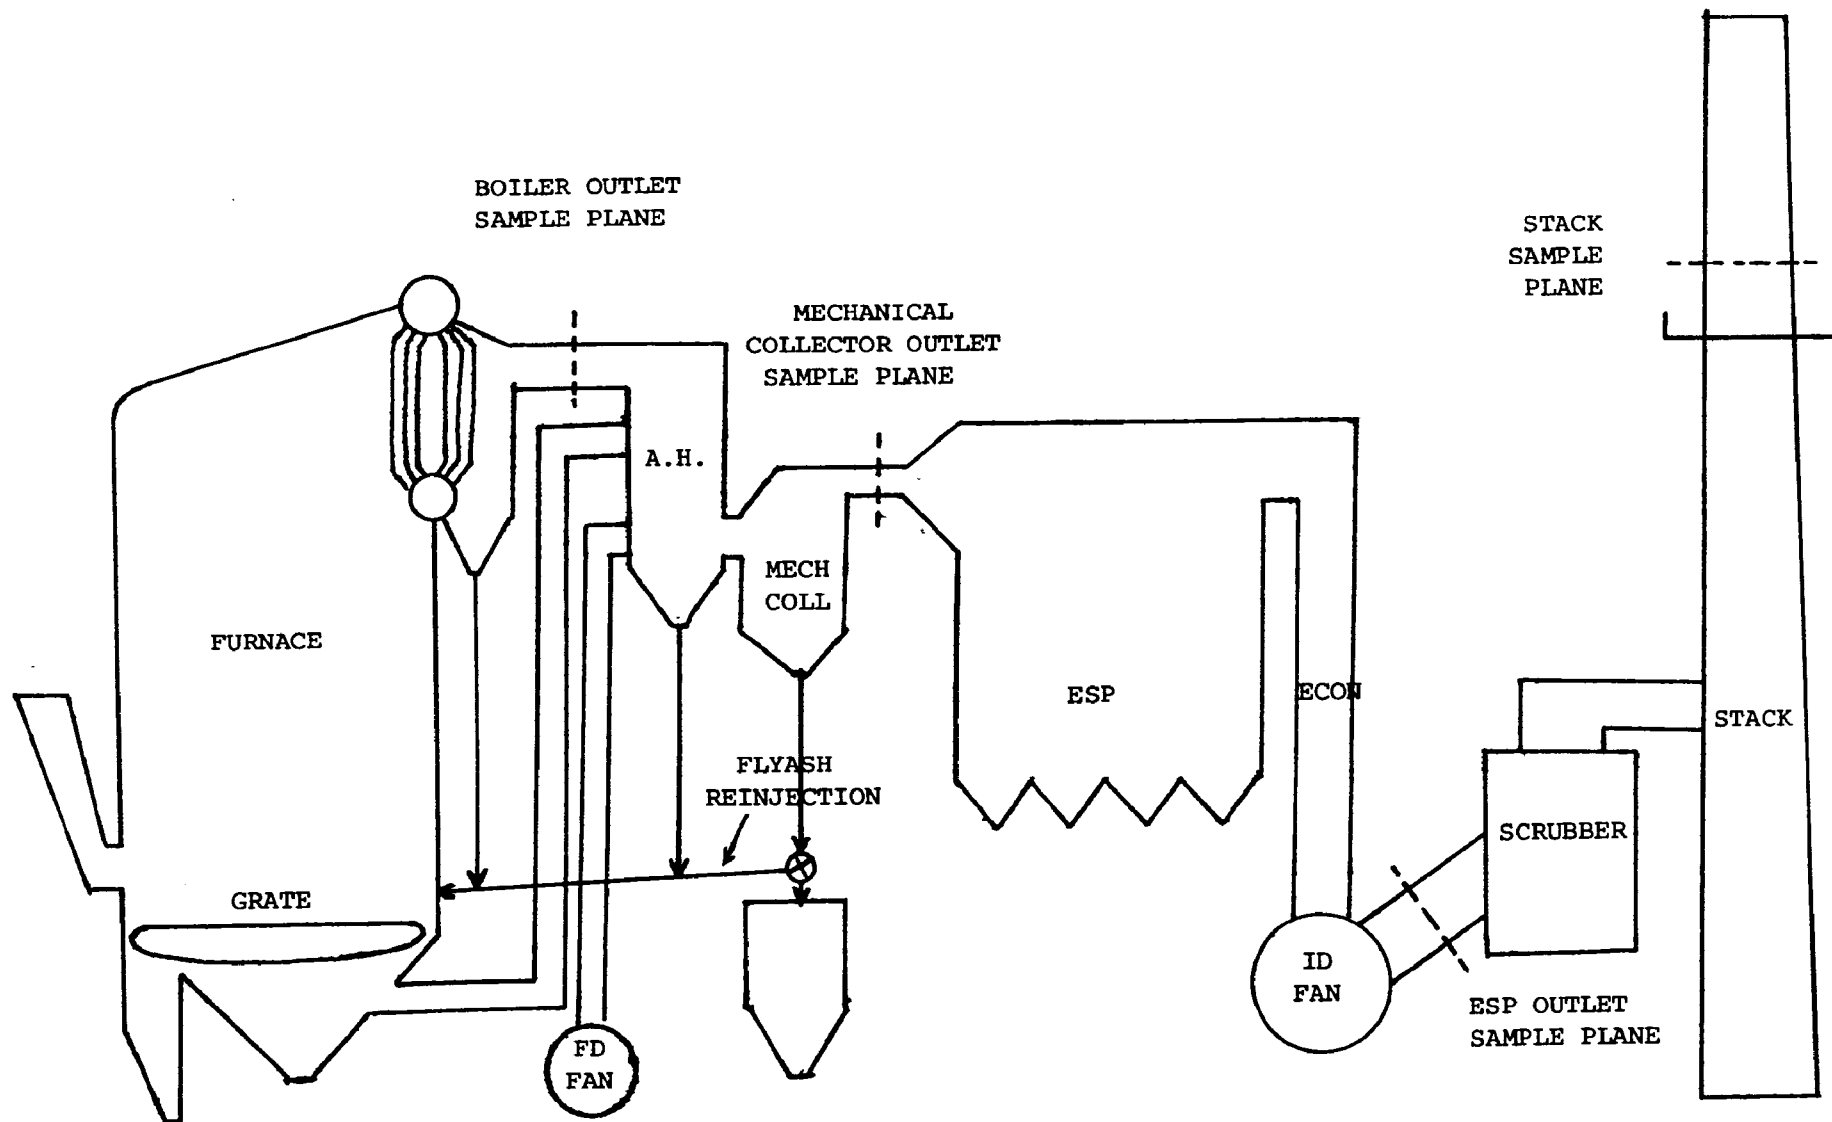 BOILER OUTLET
SAMPLE PLANE
STACK
SAMPLE
PLANE
MECHANICAL
COLLECTOR OUTLET
SAMPLE PLANE
A.H.
MECH
COLL
FURNACE
ESP
ECON
STACK
FLYASH
REINJECTION
SCRUBBER
GRATE
ID
FAN
ESP OUTLET
SAMPLE PLANE
FD
FAN